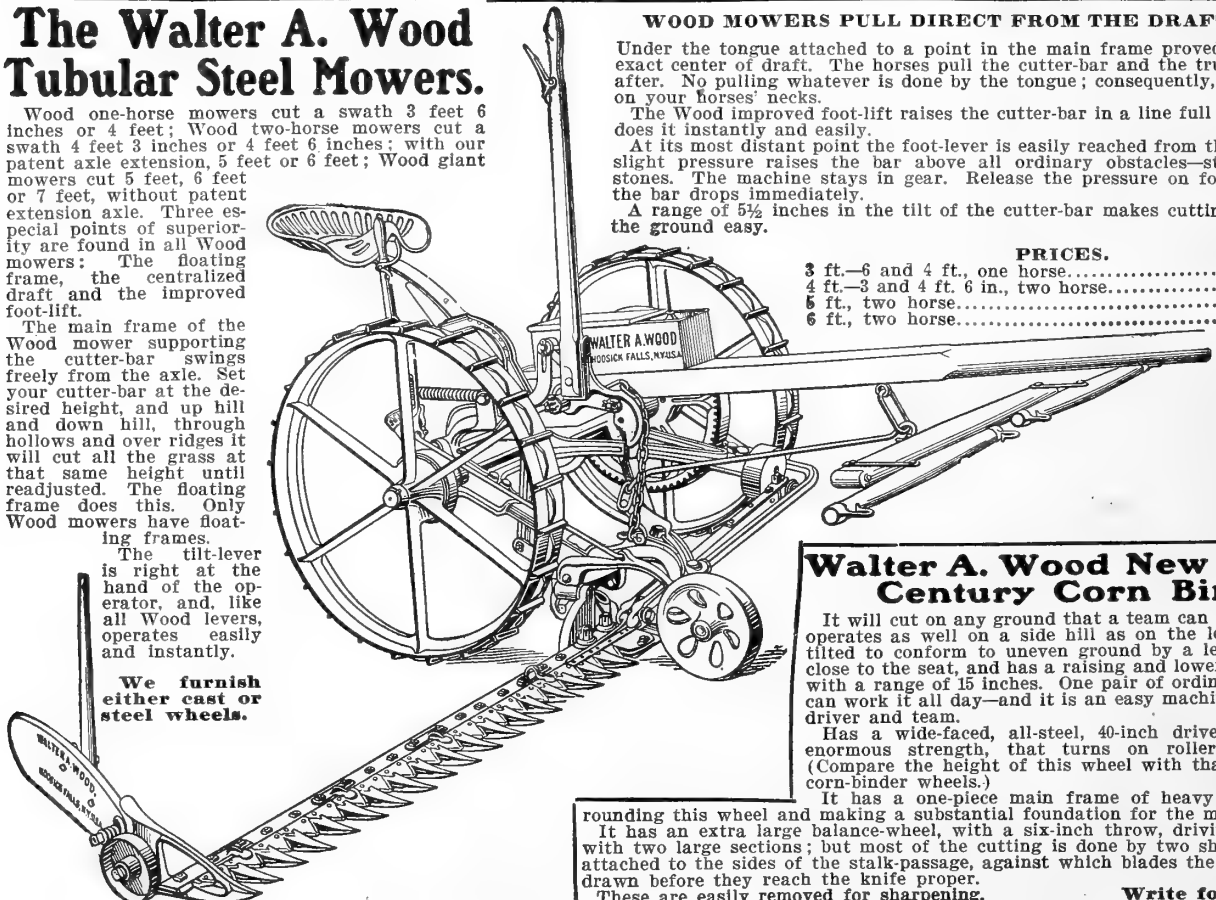 The Walter A. Wood
Tubular Steel Mowers.
Wood one-horse mowers cut a swath 3 feet 6
inches or 4 feet; Wood two-horse mowers cut a
swath 4 feet 3 inches or 4 feet 6 inches; with our
patent axle extension, 5 feet or 6 feet; Wood giant
mowers cut 5 feet, 6 feet
or 7 feet, without patent
extension axle. Three es-
pecial points of superior-
ity are found in all Wood
mowers: The floating
frame, the centralized
draft and the improved
foot-lift.
The main frame of the
Wood mower supporting
the cutter-bar swings
freely from the axle. Set
your cutter-bar at the de-
sired height, and up hill
and down hill, through
hollows and over ridges it
will cut all the grass at
that same height until
readjusted. The floating
frame does this. Only
Wood mowers have float-
ing frames.
The tilt-lever
is right at the
hand of the op-
erator, and, like
all Wood levers,
operates easily
and instantly.
We furnish
either cast or
steel wheels.
WALTER A. WOOD,
HOOSICK FALLS, N.Y. U.S.A.
WALTER A. WOOD
HOOSICK FALLS, N.Y. U.S.A.
WOOD MOWERS PULL DIRECT FROM THE DRAF
Under the tongue attached to a point in the main frame proved
exact center of draft. The horses pull the cutter-bar and the tru
after. No pulling whatever is done by the tongue; consequently,
on your horses' necks.
The Wood improved foot-lift raises the cutter-bar in a line full
does it instantly and easily.
At its most distant point the foot-lever is easily reached from th
slight pressure raises the bar above all ordinary obstacles—st
stones. The machine stays in gear. Release the pressure on fo
the bar drops immediately.
A range of 5½ inches in the tilt of the cutter-bar makes cuttin
the ground easy.
PRICES.
3 ft.—6 and 4 ft., one horse
4 ft.—3 and 4 ft. 6 in., two horse
5 ft., two horse
6 ft., two horse
Walter A. Wood New
Century Corn Bin
It will cut on any ground that a team can
operates as well on a side hill as on the le
tilted to conform to uneven ground by a le
close to the seat, and has a raising and lower
with a range of 15 inches. One pair of ordin
can work it all day—and it is an easy machi
driver and team.
Has a wide-faced, all-steel, 40-inch drive
enormous strength, that turns on roller
(Compare the height of this wheel with tha
corn-binder wheels.)
It has a one-piece main frame of heavy
rounding this wheel and making a substantial foundation for the m
It has an extra large balance-wheel, with a six-inch throw, drivi
with two large sections; but most of the cutting is done by two sh
attached to the sides of the stalk-passage, against which blades the
drawn before they reach the knife proper.
These are easily removed for sharpening.
Write fo